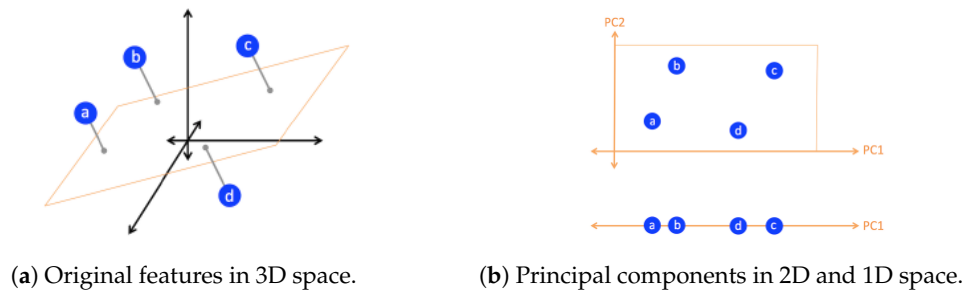 a
b
c
d
PC2
b
c
a
d
PC1
a b d c
PC1
(a) Original features in 3D space.
(b) Principal components in 2D and 1D space.